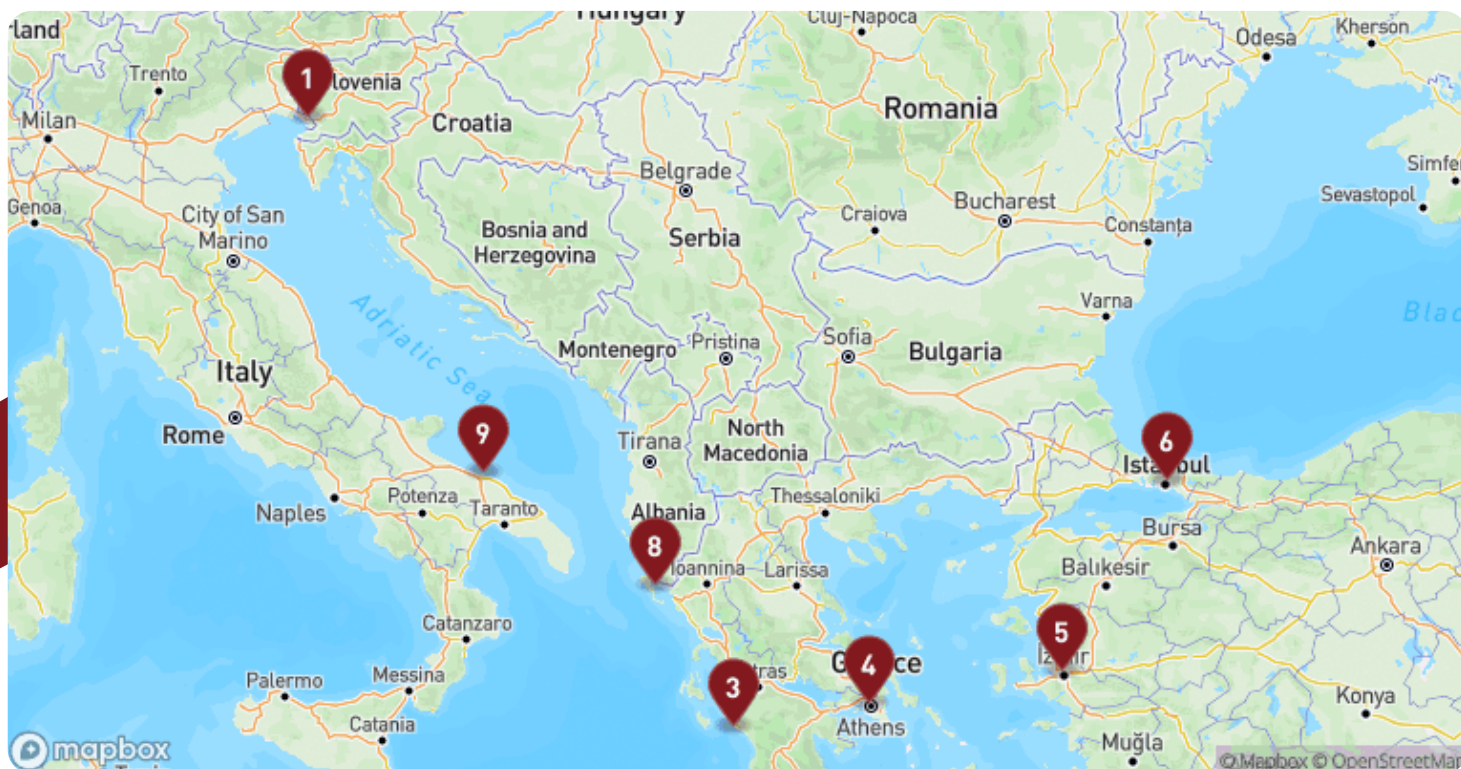 Hungary
Cluj-Napoca
Kherson
Odesa
rland
Trento
1
lovenia
Milan
Croatia
Romania
Belgrade
Simfe
Sevastopol
Genoa
City of San
Marino
Bosnia and
Herzegovina
Serbia
Craiova
Bucharest
Constanța
Adriatic Sea
Varna
Blac
Montenegro
Pristina
Sofia
Bulgaria
Italy
Rome
9
Tirana
North
Macedonia
6
Istanbul
Naples
Potenza
Taranto
Albania
Thessaloniki
Bursa
8
Ioannina
Larissa
Balıkesir
Ankara
Catanzaro
5
İzmir
Palermo
Messina
3
tras
4
Greece
Athens
Konya
Catania
Muğla
mapbox
© Mapbox © OpenStreetMap